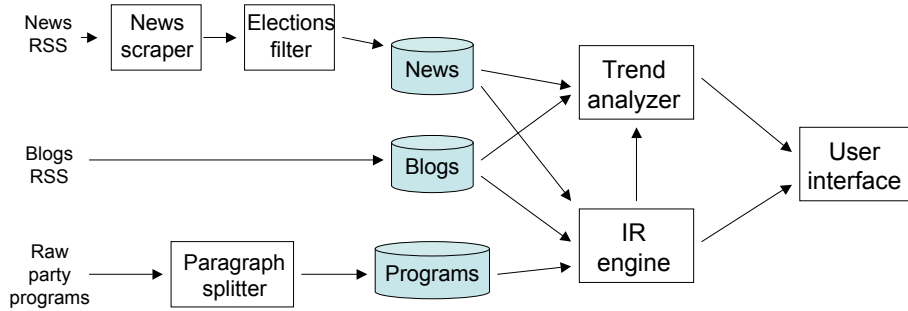 News
RSS
News
scraper
Elections
filter
News
Trend
analyzer
Blogs
RSS
Blogs
User
interface
Raw
party
programs
Paragraph
splitter
Programs
IR
engine